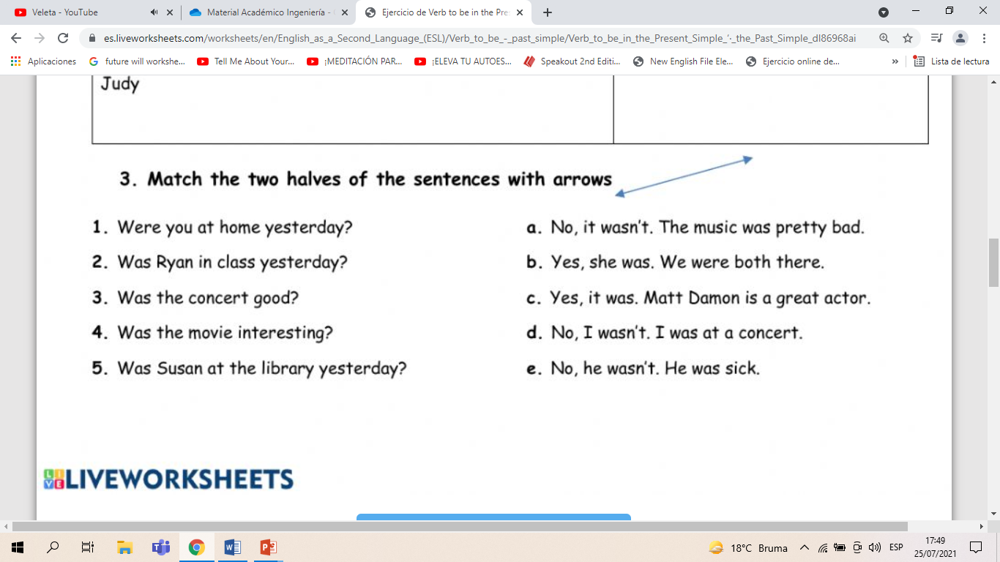 Veleta - YouTube
Material Académico Ingeniería -
Ejercicio de Verb to be in the Pre
es.liveworksheets.com/worksheets/en/English_as_a_Second_Language_(ESL)/Verb_to_be_-_past_simple/Verb_to_be_in_the_Present_Simple_-_the_Past_Simple_dl86968ai
Aplicaciones
future will workshe...
Tell Me About Your...
¡MEDITACIÓN PAR...
¡ELEVA TU AUTOES...
Speakout 2nd Editi...
New English File Ele...
Ejercicio online de...
»
Lista de lectura
Judy
3. Match the two halves of the sentences with arrows
1. Were you at home yesterday?
a. No, it wasn't. The music was pretty bad.
2. Was Ryan in class yesterday?
b. Yes, she was. We were both there.
3. Was the concert good?
c. Yes, it was. Matt Damon is a great actor.
4. Was the movie interesting?
d. No, I wasn't. I was at a concert.
5. Was Susan at the library yesterday?
e. No, he wasn't. He was sick.
LIVE LIVEWORKSHEETS
18°C Bruma
ESP
17:49
25/07/2021